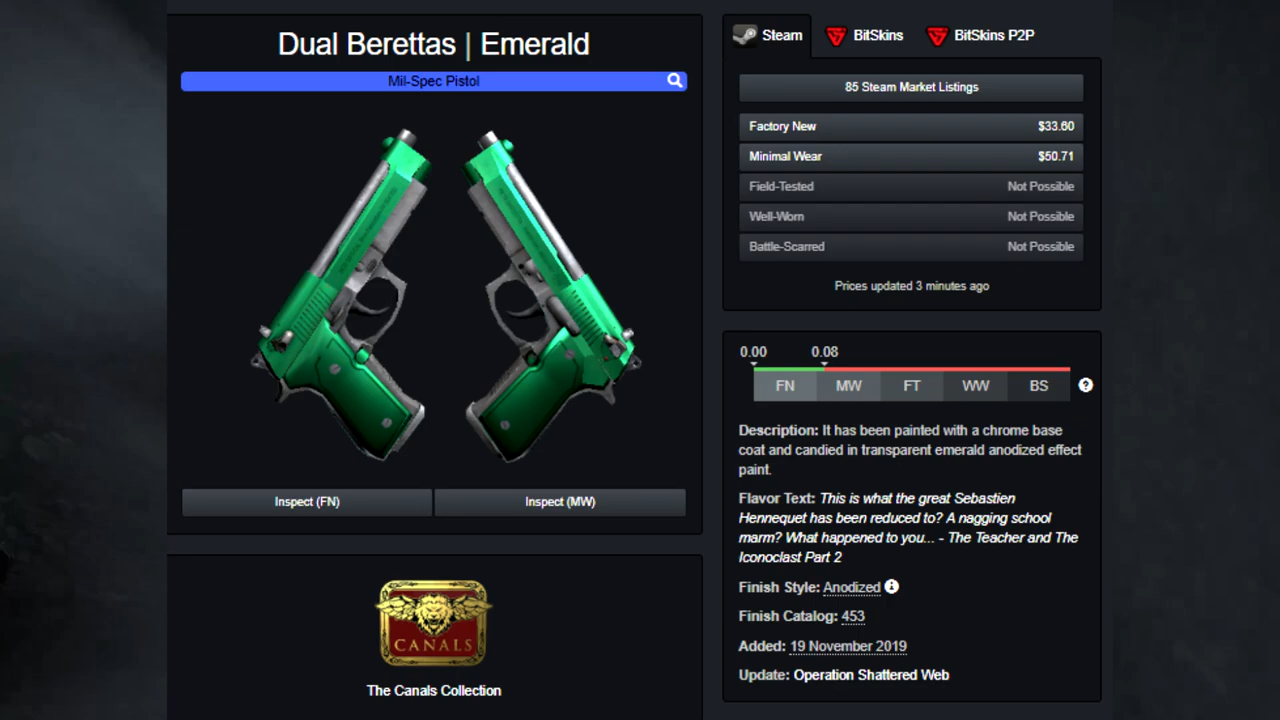 Dual Berettas | Emerald
Mil-Spec Pistol
Inspect (FN)
Inspect (MW)
CANALS
The Canals Collection
Steam
BitSkins
BitSkins P2P
85 Steam Market Listings
Factory New $33.60
Minimal Wear $50.71
Field-Tested Not Possible
Well-Worn Not Possible
Battle-Scarred Not Possible
Prices updated 3 minutes ago
0.00 0.08
FN MW FT WW BS ?
Description: It has been painted with a chrome base
coat and candied in transparent emerald anodized effect
paint.
Flavor Text: This is what the great Sebastien
Hennequet has been reduced to? A nagging school
marm? What happened to you... - The Teacher and The
Iconoclast Part 2
Finish Style: Anodized
Finish Catalog: 453
Added: 19 November 2019
Update: Operation Shattered Web